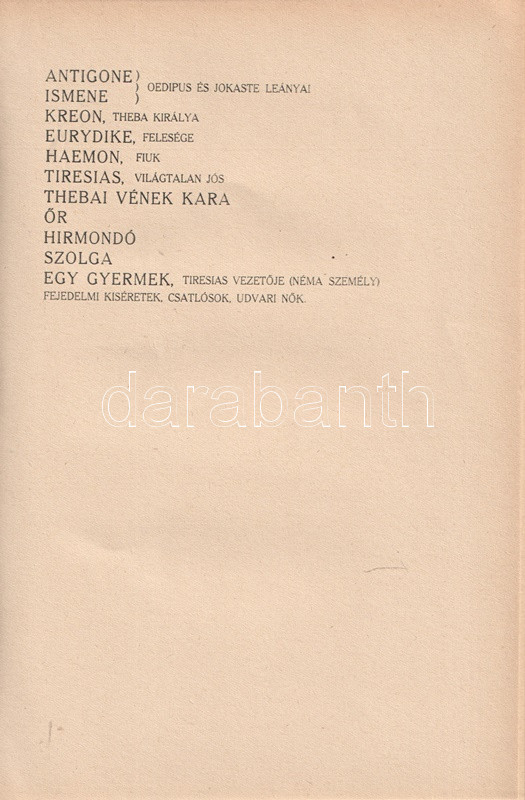 ANTIGONE } OEDIPUS ÉS JOKASTE LEÁNYAI
ISMENE }
KREON, THEBA KIRÁLYA
EURYDIKE, FELESÉGE
HAEMON, FIUK
TIRESIAS, VILÁGTALAN JÓS
THEBAI VÉNEK KARA
ŐR
HIRMONDÓ
SZOLGA
EGY GYERMEK, TIRESIAS VEZETŐJE (NÉMA SZEMÉLY)
FEJEDELMI KISÉRETEK, CSATLÓSOK, UDVARI NŐK.
darabanth